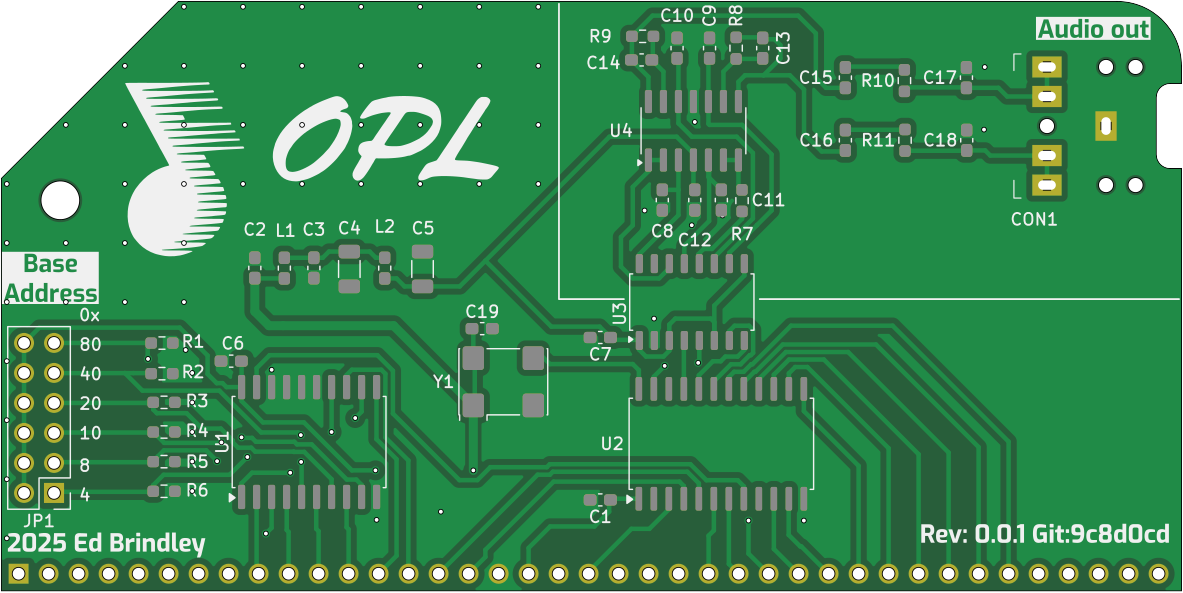 Audio out
C10 C9 R8
R9 C13
C14
C15 R10 C17
U4
C16 R11 C18
OPL
C11
CON1
C2 L1 C3 C4 L2 C5
C8 C12 R7
Base
Address
0x
C19
U3
80 R1
C6
C7
40 R2
Y1
20 R3
10 R4
U1
U2
8 R5
4 R6
JP1
C1
2025 Ed Brindley
Rev: 0.0.1 Git:9c8d0cd